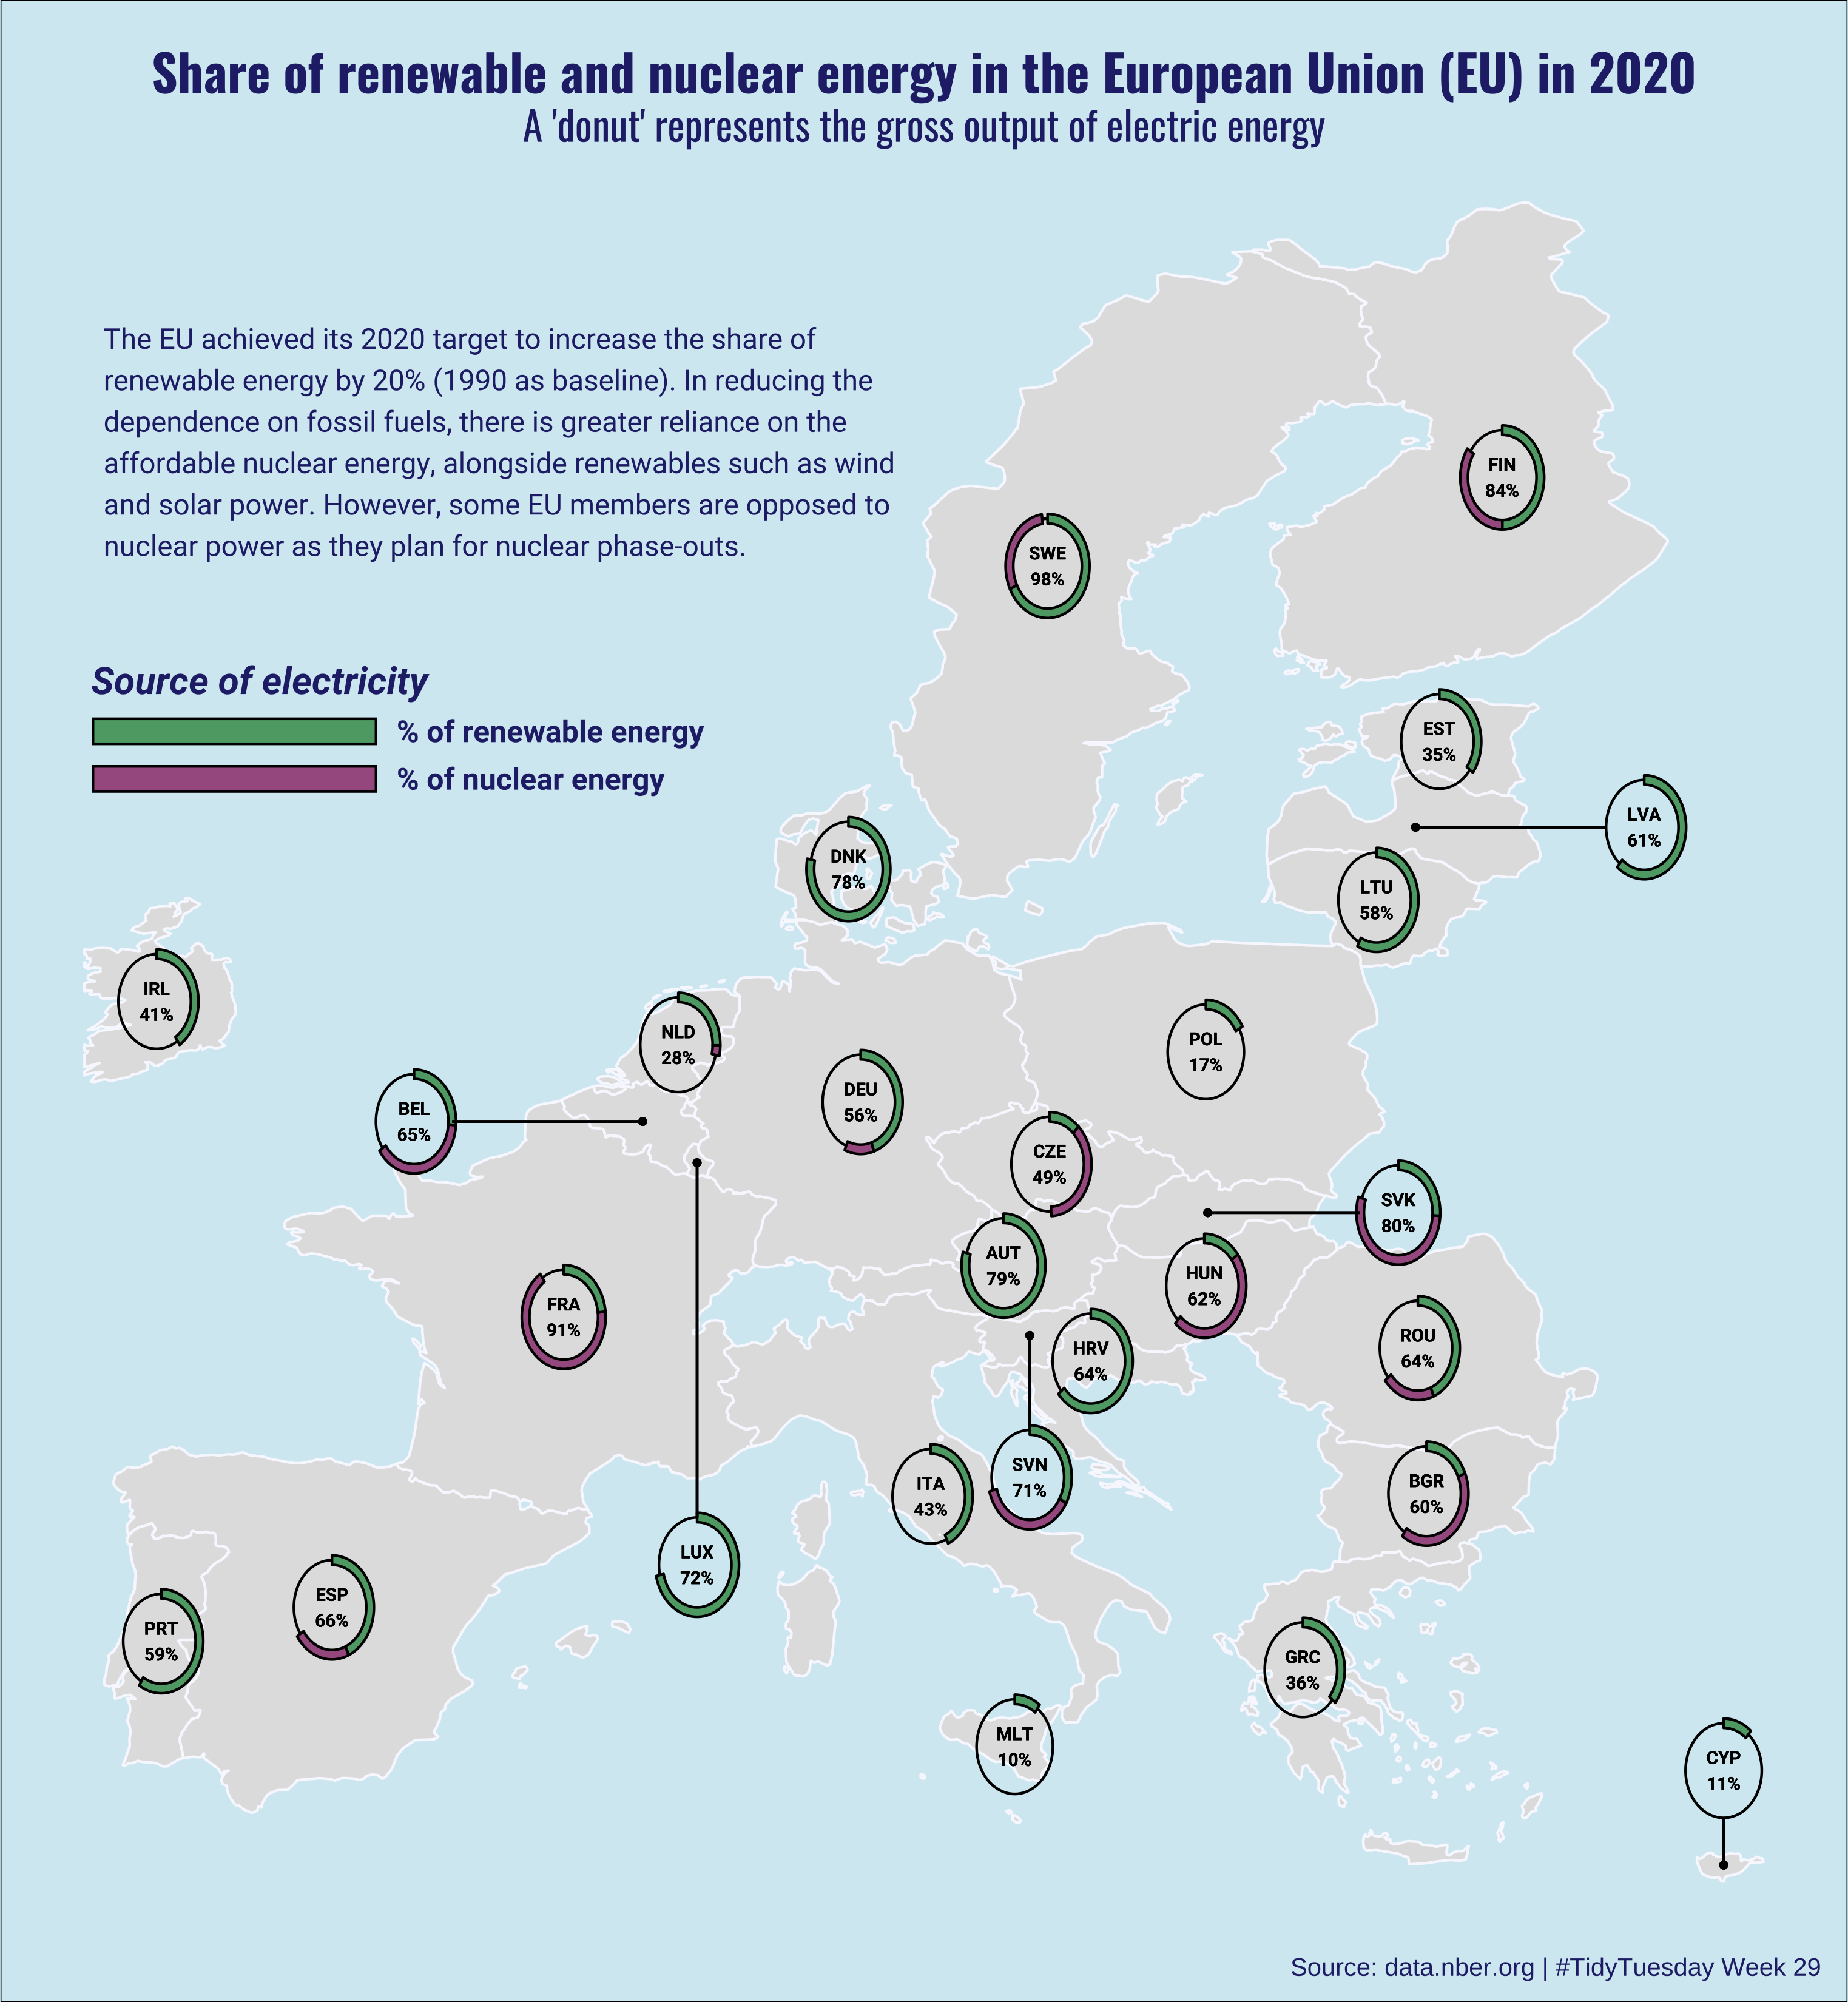 Share of renewable and nuclear energy in the European Union (EU) in 2020
A 'donut' represents the gross output of electric energy
The EU achieved its 2020 target to increase the share of
renewable energy by 20% (1990 as baseline). In reducing the
dependence on fossil fuels, there is greater reliance on the
affordable nuclear energy, alongside renewables such as wind
and solar power. However, some EU members are opposed to
nuclear power as they plan for nuclear phase-outs.
FIN
84%
SWE
98%
Source of electricity
% of renewable energy
% of nuclear energy
EST
35%
LVA
61%
DNK
78%
LTU
58%
IRL
41%
NLD
28%
POL
17%
DEU
56%
BEL
65%
CZE
49%
SVK
80%
AUT
79%
HUN
62%
FRA
91%
ROU
64%
HRV
64%
SVN
71%
ITA
43%
BGR
60%
LUX
72%
ESP
66%
PRT
59%
GRC
36%
MLT
10%
CYP
11%
Source: data.nber.org | #TidyTuesday Week 29